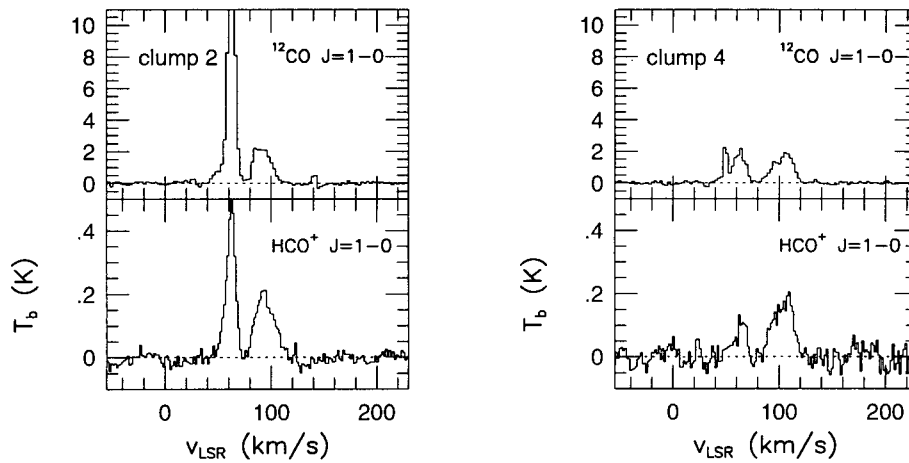 clump 2
¹²CO J=1−0
10
8
6
4
2
0
HCO⁺ J=1−0
.4
.2
0
T_b (K)
0
100
200
v_LSR (km/s)
clump 4
¹²CO J=1−0
10
8
6
4
2
0
HCO⁺ J=1−0
.4
.2
0
T_b (K)
0
100
200
v_LSR (km/s)